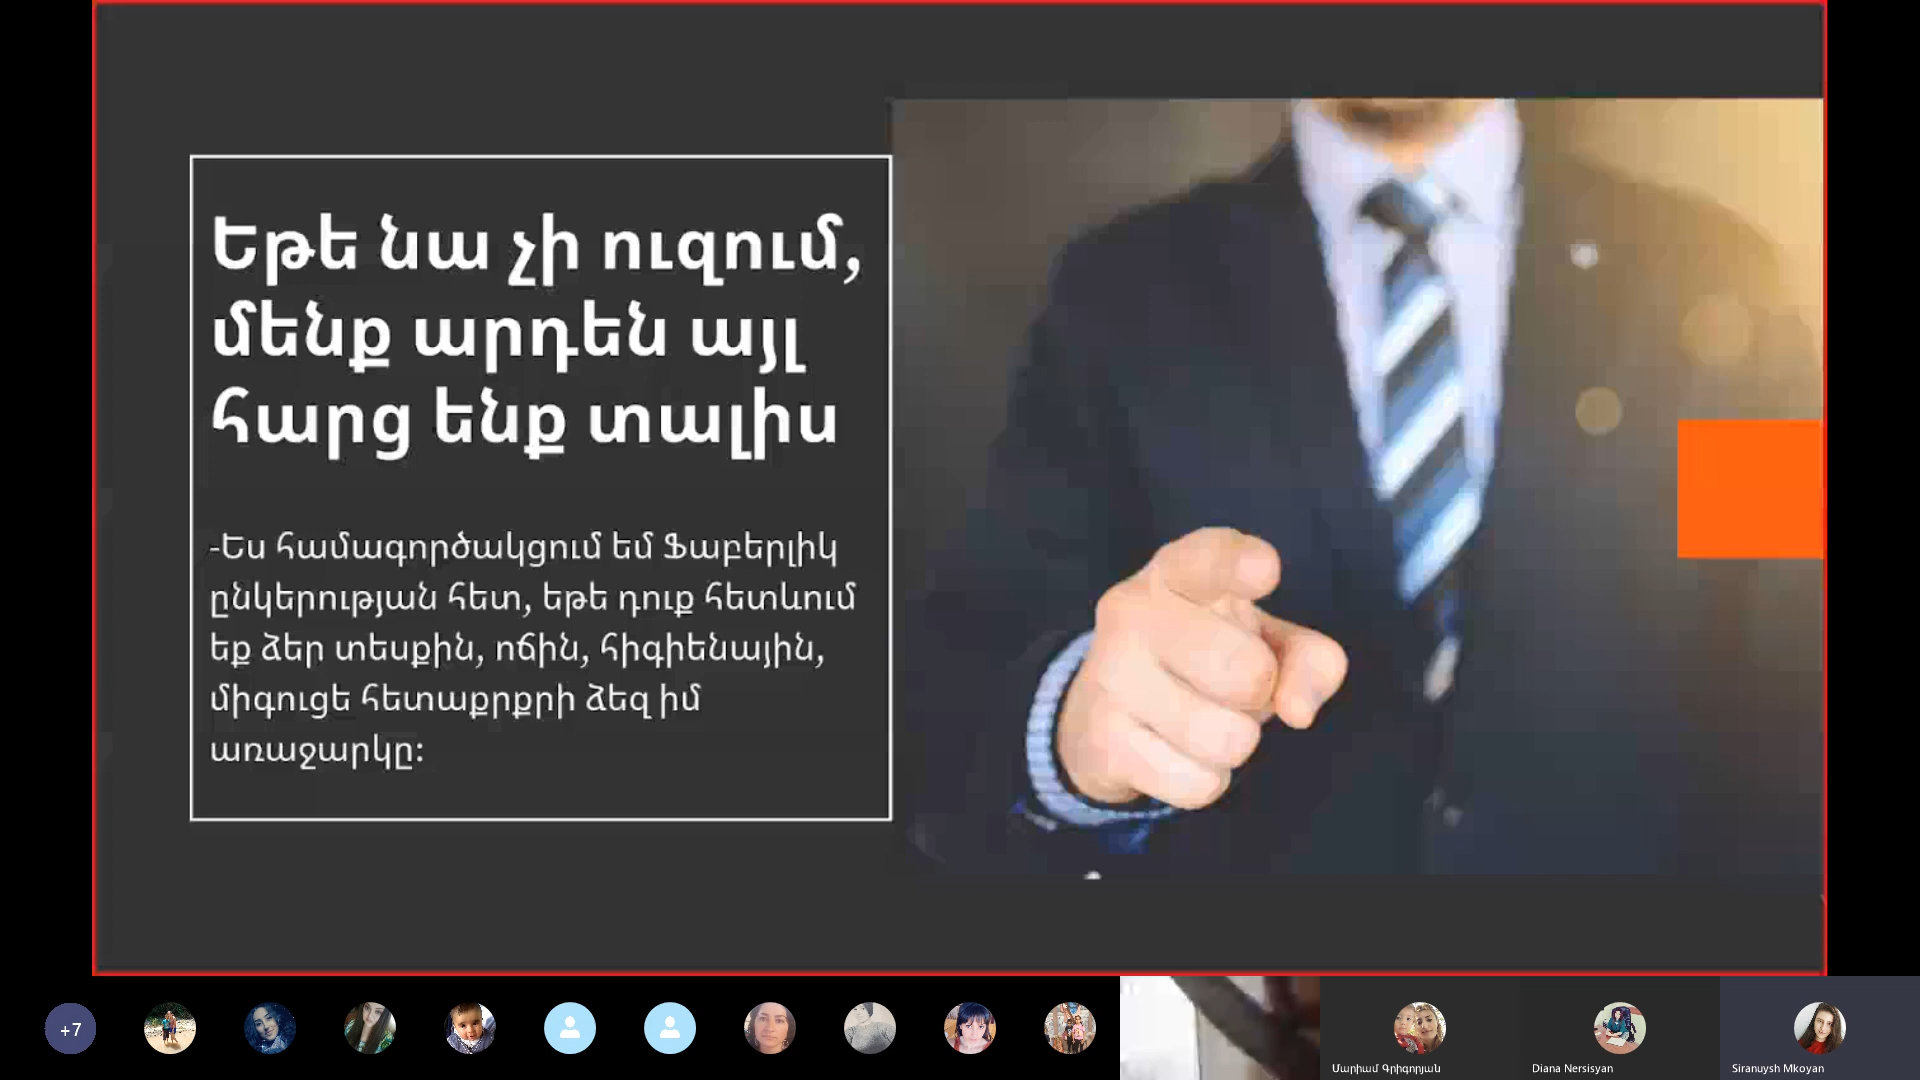 Եթե նա չի ուզում,
մենք արդեն այլ
հարց ենք տալիս
-Ես համագործակցում եմ Ֆաբերլիկ
ընկերության հետ, եթե դուք հետևում
եք ձեր տեսքին, ոճին, հիգիենային,
միգուցե հետաքրքրի ձեզ իմ
առաջարկը:
+7
Մարիամ Գրիգորյան
Diana Nersisyan
Siranuysh Mkoyan